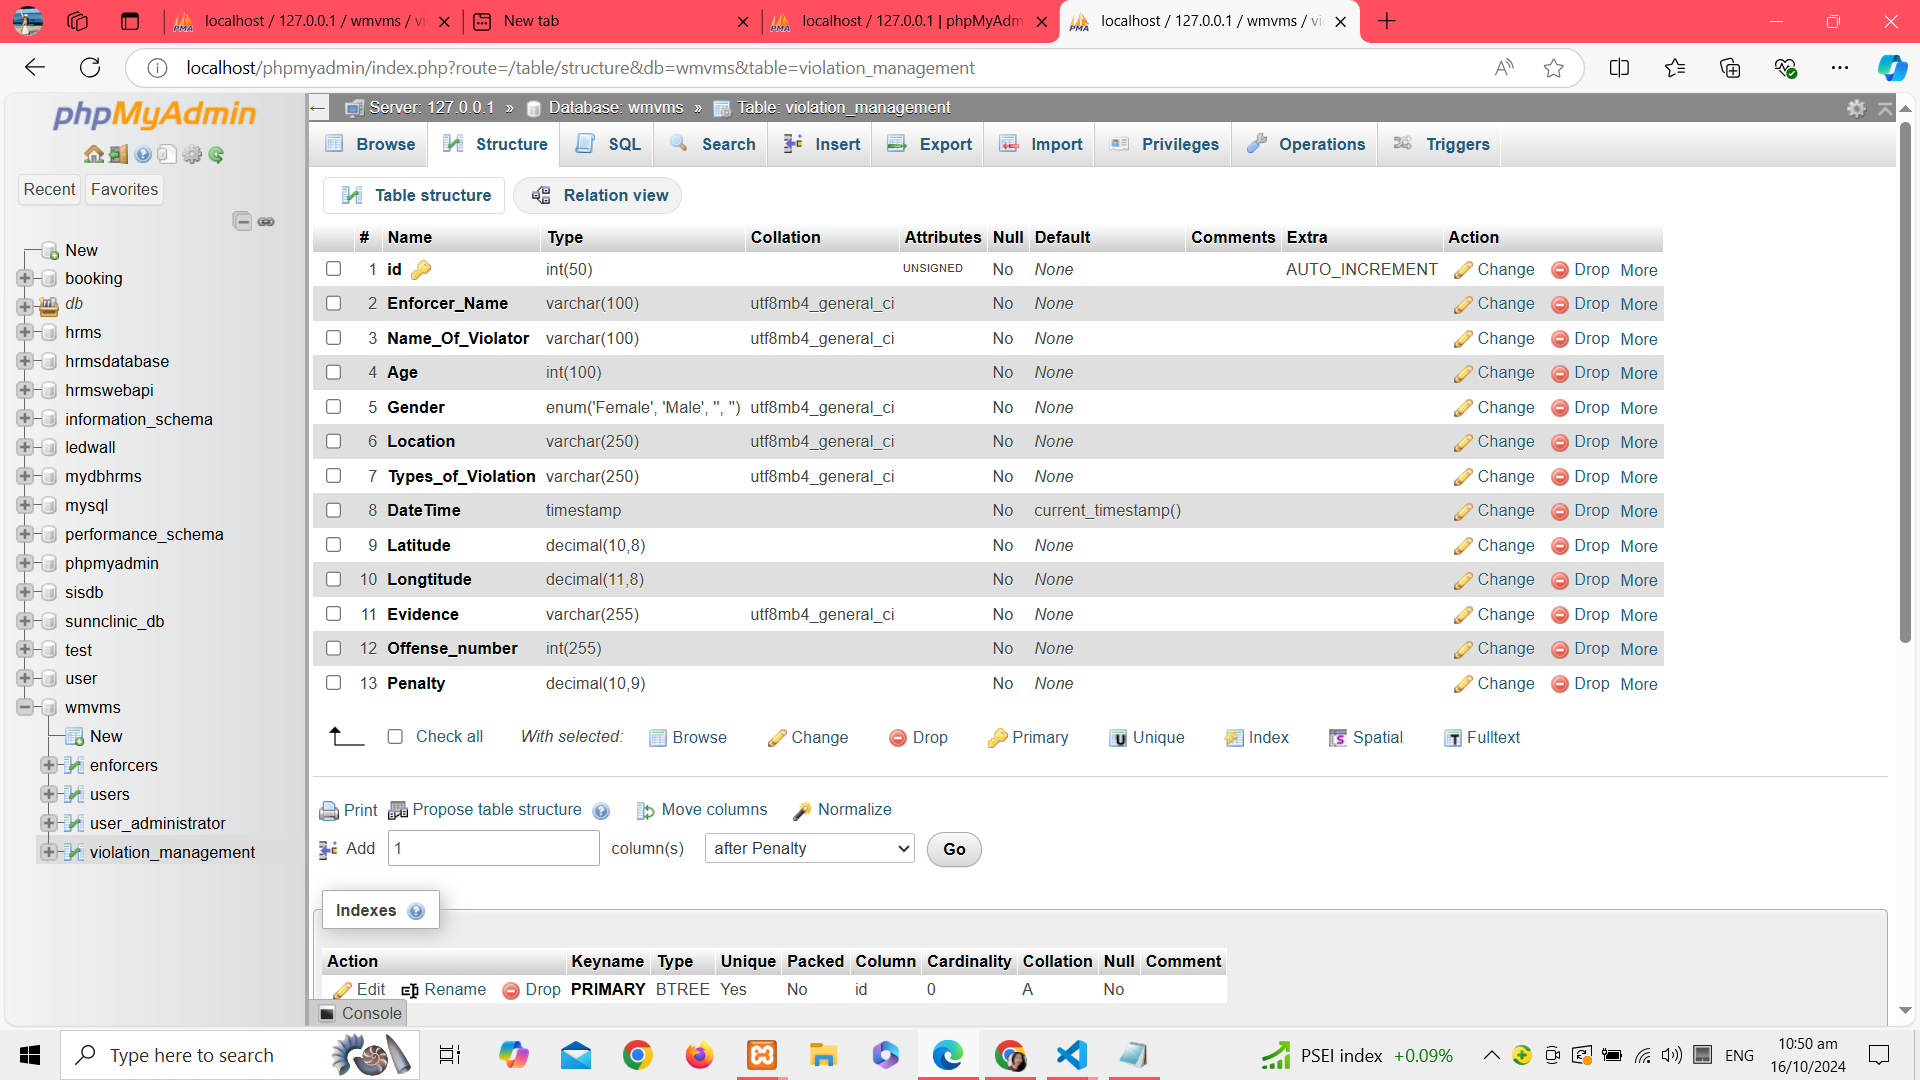 localhost / 127.0.0.1 / wmvms / vi
New tab
localhost / 127.0.0.1 | phpMyAdm
localhost / 127.0.0.1 / wmvms / vi
localhost/phpmyadmin/index.php?route=/table/structure&db=wmvms&table=violation_management
phpMyAdmin
Recent Favorites
New
booking
db
hrms
hrmsdatabase
hrmswebapi
information_schema
ledwall
mydbhrms
mysql
performance_schema
phpmyadmin
sisdb
sunnclinic_db
test
user
wmvms
New
enforcers
users
user_administrator
violation_management
Server: 127.0.0.1 » Database: wmvms » Table: violation_management
Browse Structure SQL Search Insert Export Import Privileges Operations Triggers
Table structure Relation view
# Name Type Collation Attributes Null Default Comments Extra Action
1 id int(50) UNSIGNED No None AUTO_INCREMENT Change Drop More
2 Enforcer_Name varchar(100) utf8mb4_general_ci No None Change Drop More
3 Name_Of_Violator varchar(100) utf8mb4_general_ci No None Change Drop More
4 Age int(100) No None Change Drop More
5 Gender enum('Female', 'Male', '', '') utf8mb4_general_ci No None Change Drop More
6 Location varchar(250) utf8mb4_general_ci No None Change Drop More
7 Types_of_Violation varchar(250) utf8mb4_general_ci No None Change Drop More
8 DateTime timestamp No current_timestamp() Change Drop More
9 Latitude decimal(10,8) No None Change Drop More
10 Longtitude decimal(11,8) No None Change Drop More
11 Evidence varchar(255) utf8mb4_general_ci No None Change Drop More
12 Offense_number int(255) No None Change Drop More
13 Penalty decimal(10,9) No None Change Drop More
Check all With selected: Browse Change Drop Primary Unique Index Spatial Fulltext
Print Propose table structure Move columns Normalize
Add 1 column(s) after Penalty Go
Indexes
Action Keyname Type Unique Packed Column Cardinality Collation Null Comment
Edit Rename Drop PRIMARY BTREE Yes No id 0 A No
Console
Type here to search
PSEI index +0.09%
ENG
10:50 am
16/10/2024